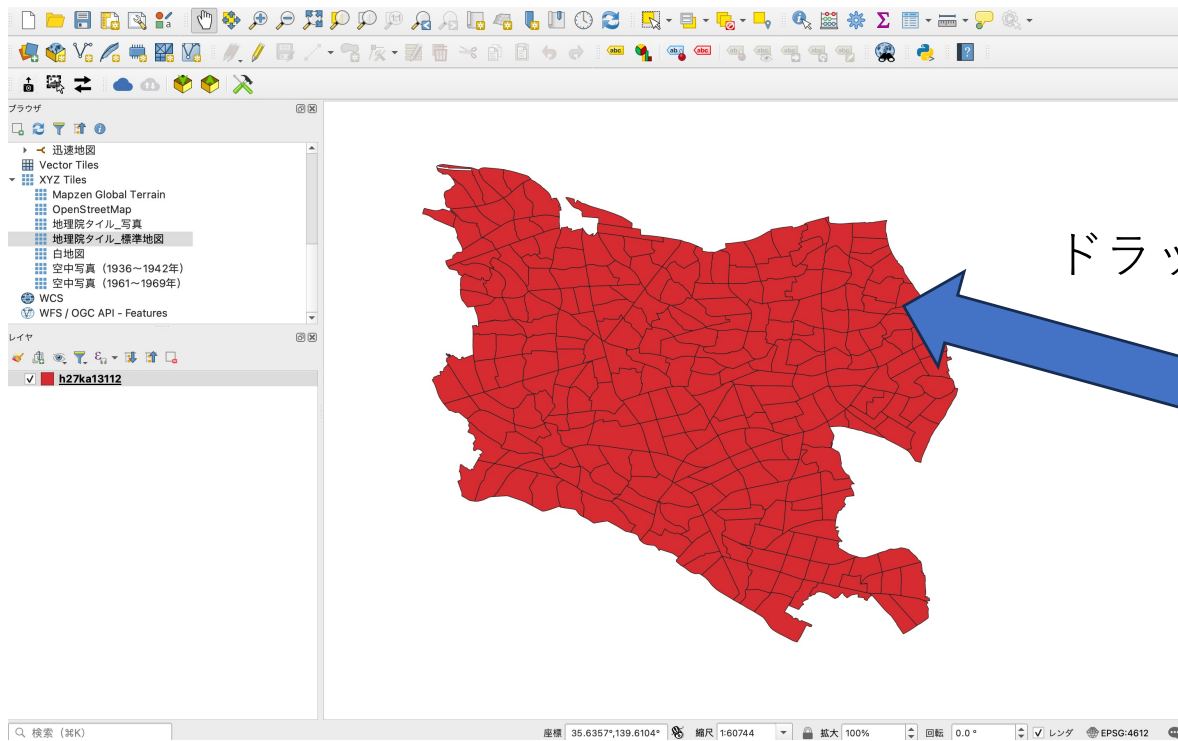 ブラウザ
迅速地図
Vector Tiles
XYZ Tiles
Mapzen Global Terrain
OpenStreetMap
地理院タイル_写真
地理院タイル_標準地図
白地図
空中写真（1936〜1942年）
空中写真（1961〜1969年）
WCS
WFS / OGC API - Features
レイヤ
h27ka13112
ドラッ
検索 (⌘K)
座標 35.6357°,139.6104° 縮尺 1:60744 拡大 100% 回転 0.0 ° レンダ EPSG:4612